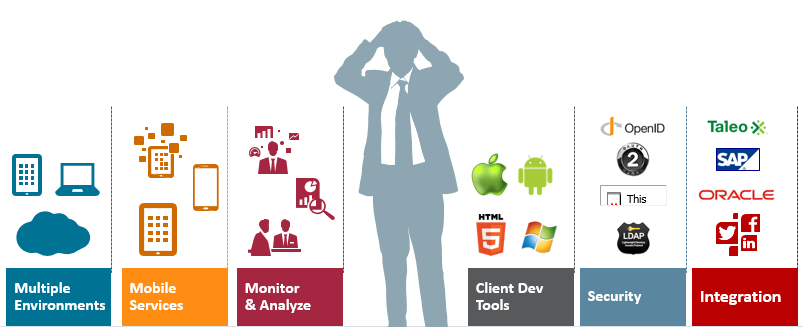 OpenID
2
This
LDAP
Taleo
SAP
ORACLE
f
in
HTML
5
Multiple
Environments
Mobile
Services
Monitor
& Analyze
Client Dev
Tools
Security
Integration